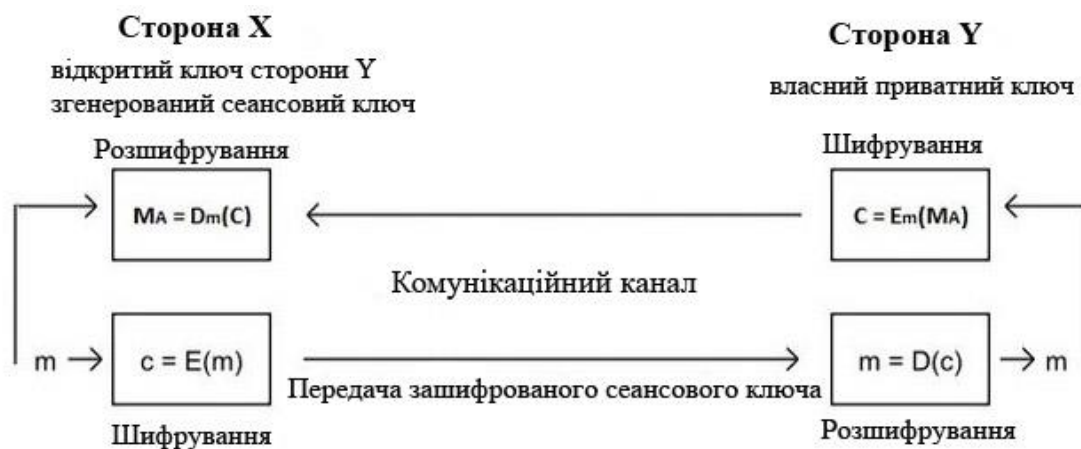 Сторона X
відкритий ключ сторони Y
згенерований сеансовий ключ
Розшифрування
MA = Dm(C)
Сторона Y
власний приватний ключ
Шифрування
C = Em(MA)
Комунікаційний канал
m
c = E(m)
Шифрування
Передача зашифрованого сеансового ключа
m = D(c)
m
Розшифрування